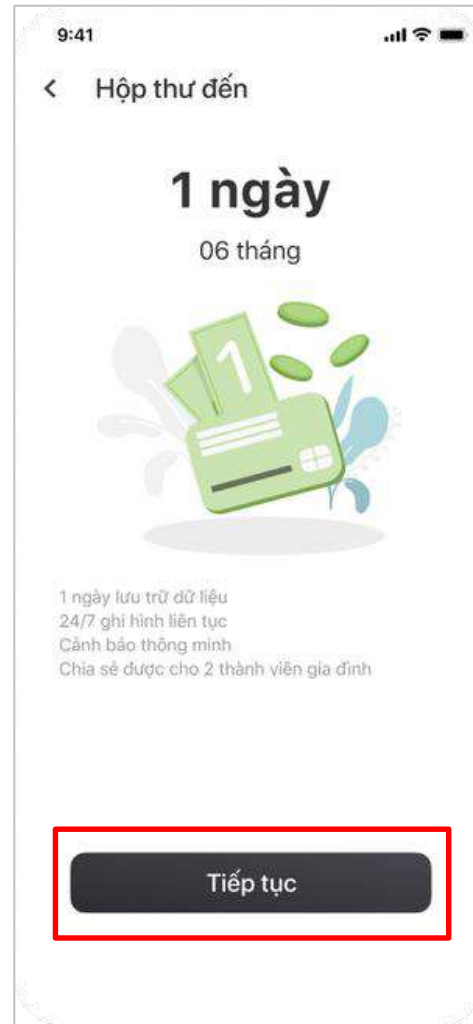 9:41
Hộp thư đến
1 ngày
06 tháng
1
1 ngày lưu trữ dữ liệu
24/7 ghi hình liên tục
Cảnh báo thông minh
Chia sẻ được cho 2 thành viên gia đình
Tiếp tục